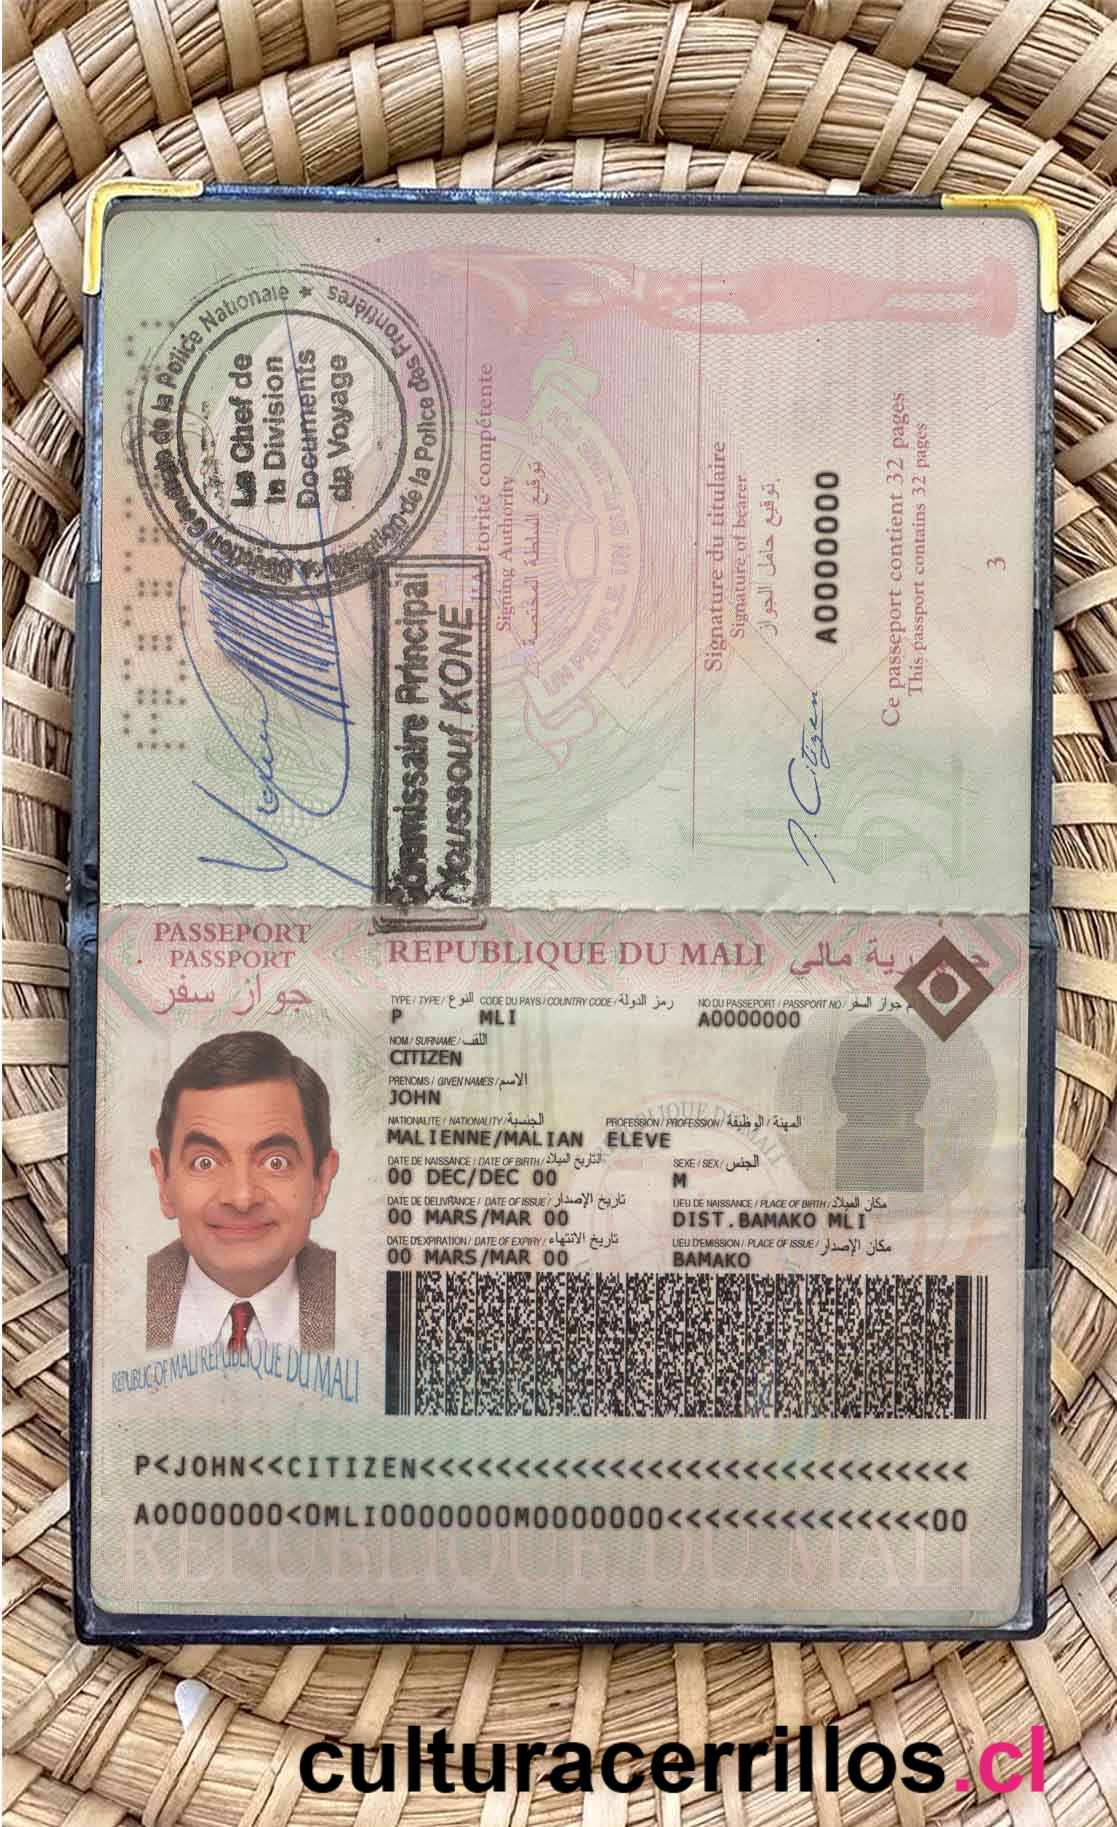 Direction Générale de la Police Nationale ★
de la Police des Frontières
Le Chef de
la Division
Documents
de Voyage
Commissaire Principal
Youssouf KONE
torité compétente
Signing Authority
توقيع السلطة المختصة
UN PEUPLE, UN BUT, UNE
Signature du titulaire
Signature of bearer
توقيع حامل الجواز
J. Citizen
A0000000
Ce passeport contient 32 pages
This passport contains 32 pages
3
PASSEPORT
PASSPORT
جواز سفر
REPUBLIQUE DU MALI مالي
TYPE / TYPE / النوع CODE DU PAYS / COUNTRY CODE / رمز الدولة NO DU PASSEPORT / PASSPORT NO / جواز السفر
P MLI A0000000
NOM / SURNAME / اللقب
CITIZEN
PRENOMS / GIVEN NAMES / الاسم
JOHN
NATIONALITE / NATIONALITY / الجنسية PROFESSION / PROFESSION / المهنة / الوظيفة
MALIENNE/MALIAN ELEVE
DATE DE NAISSANCE / DATE OF BIRTH / التاريخ الميلاد SEXE / SEX / الجنس
00 DEC/DEC 00 M
DATE DE DELIVRANCE / DATE OF ISSUE / تاريخ الإصدار LIEU DE NAISSANCE / PLACE OF BIRTH / مكان الميلاد
00 MARS/MAR 00 DIST.BAMAKO MLI
DATE D'EXPIRATION / DATE OF EXPIRY / تاريخ الانتهاء LIEU D'EMISSION / PLACE OF ISSUE / مكان الإصدار
00 MARS/MAR 00 BAMAKO
REPUBLIC OF MALI REPUBLIQUE DU MALI
P<JOHN<<CITIZEN<<<<<<<<<<<<<<<<<<<<<<<<<<<<<
A0000000<0MLI0000000M0000000<<<<<<<<<<<<<<00
REPUBLIQUE DU MALI
culturacerrillos.cl